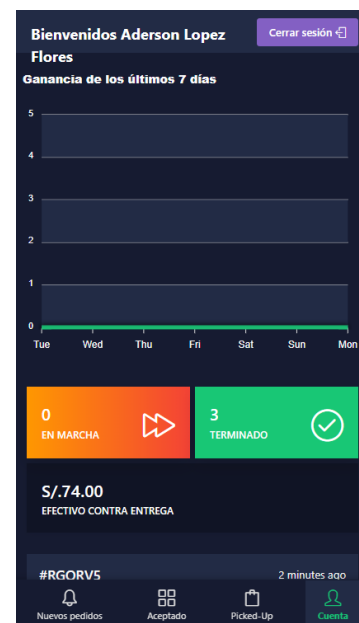 Bienvenidos Aderson Lopez
Flores
Cerrar sesión
Ganancia de los últimos 7 días
5
4
3
2
1
0
Tue Wed Thu Fri Sat Sun Mon
0
EN MARCHA
3
TERMINADO
S/.74.00
EFECTIVO CONTRA ENTREGA
#RGORV5 2 minutes ago
Nuevos pedidos Aceptado Picked-Up Cuenta